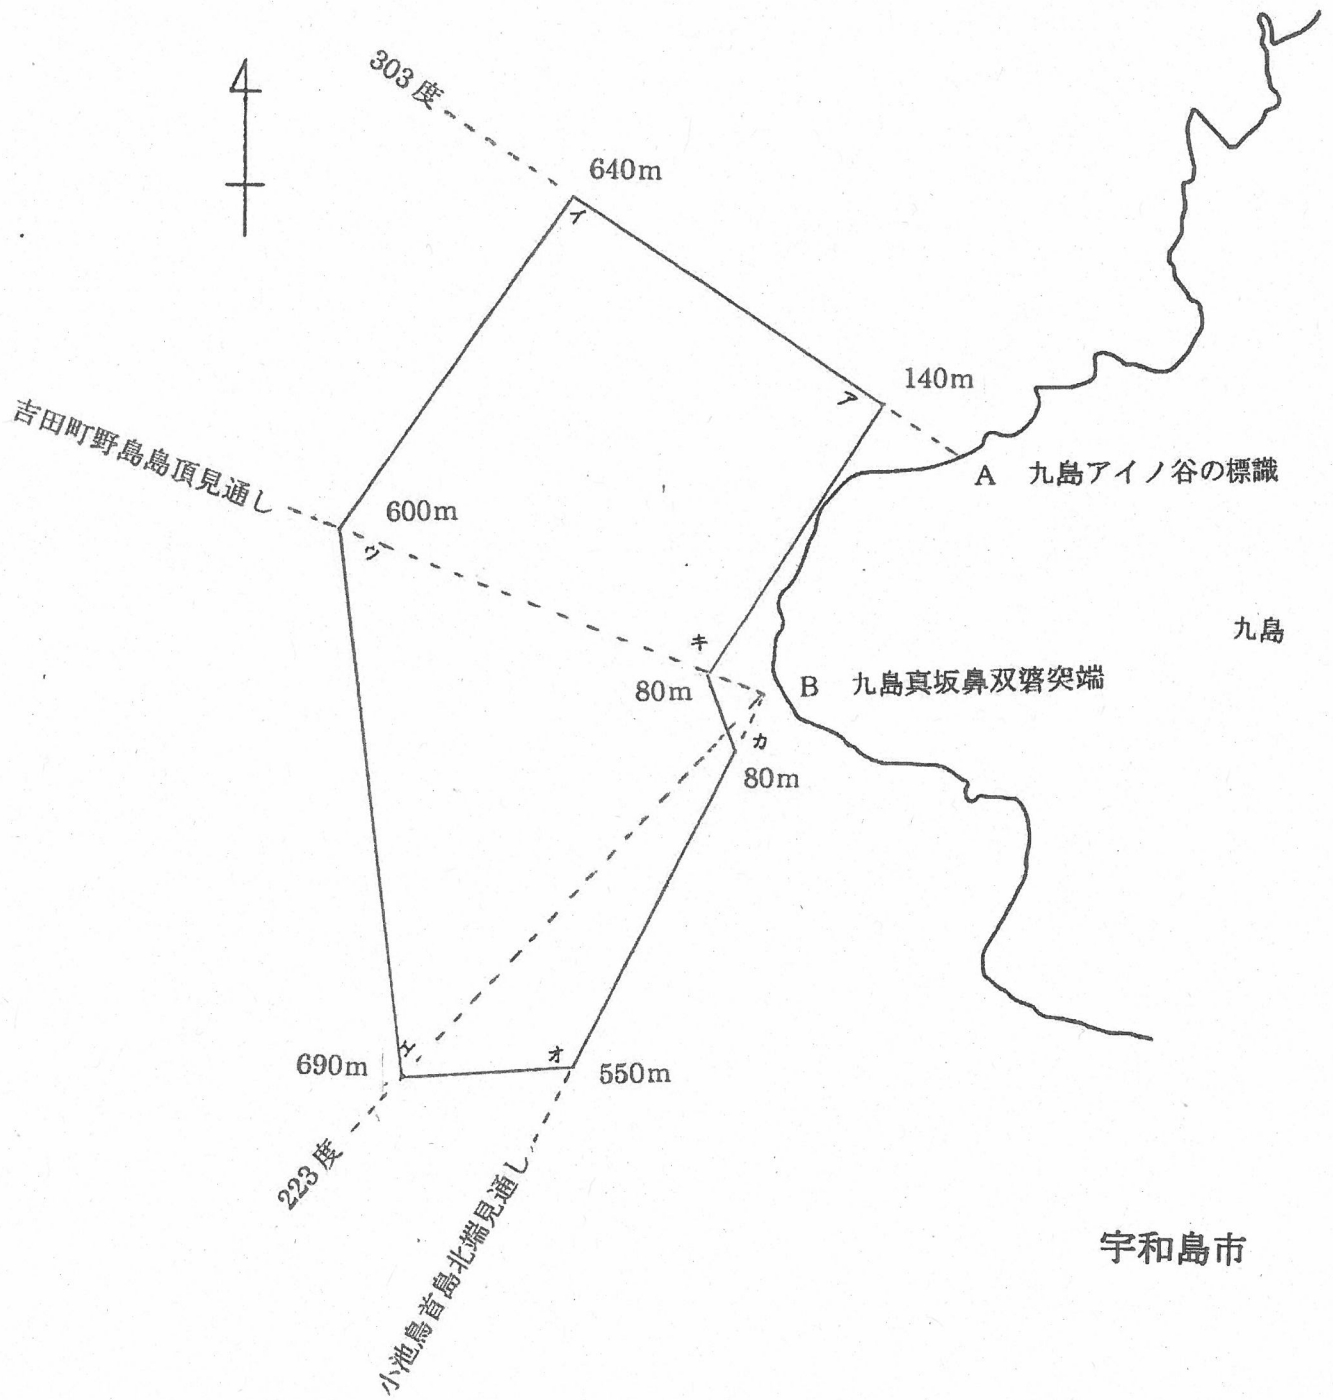 303度
640m
イ
140m
ア
A 九島アイノ谷の標識
吉田町野島島頂見通し
600m
ウ
九島
キ
80m
B 九島真坂鼻双碆突端
カ
80m
エ
690m
オ
550m
223度
小池鳥首島北端見通し
宇和島市